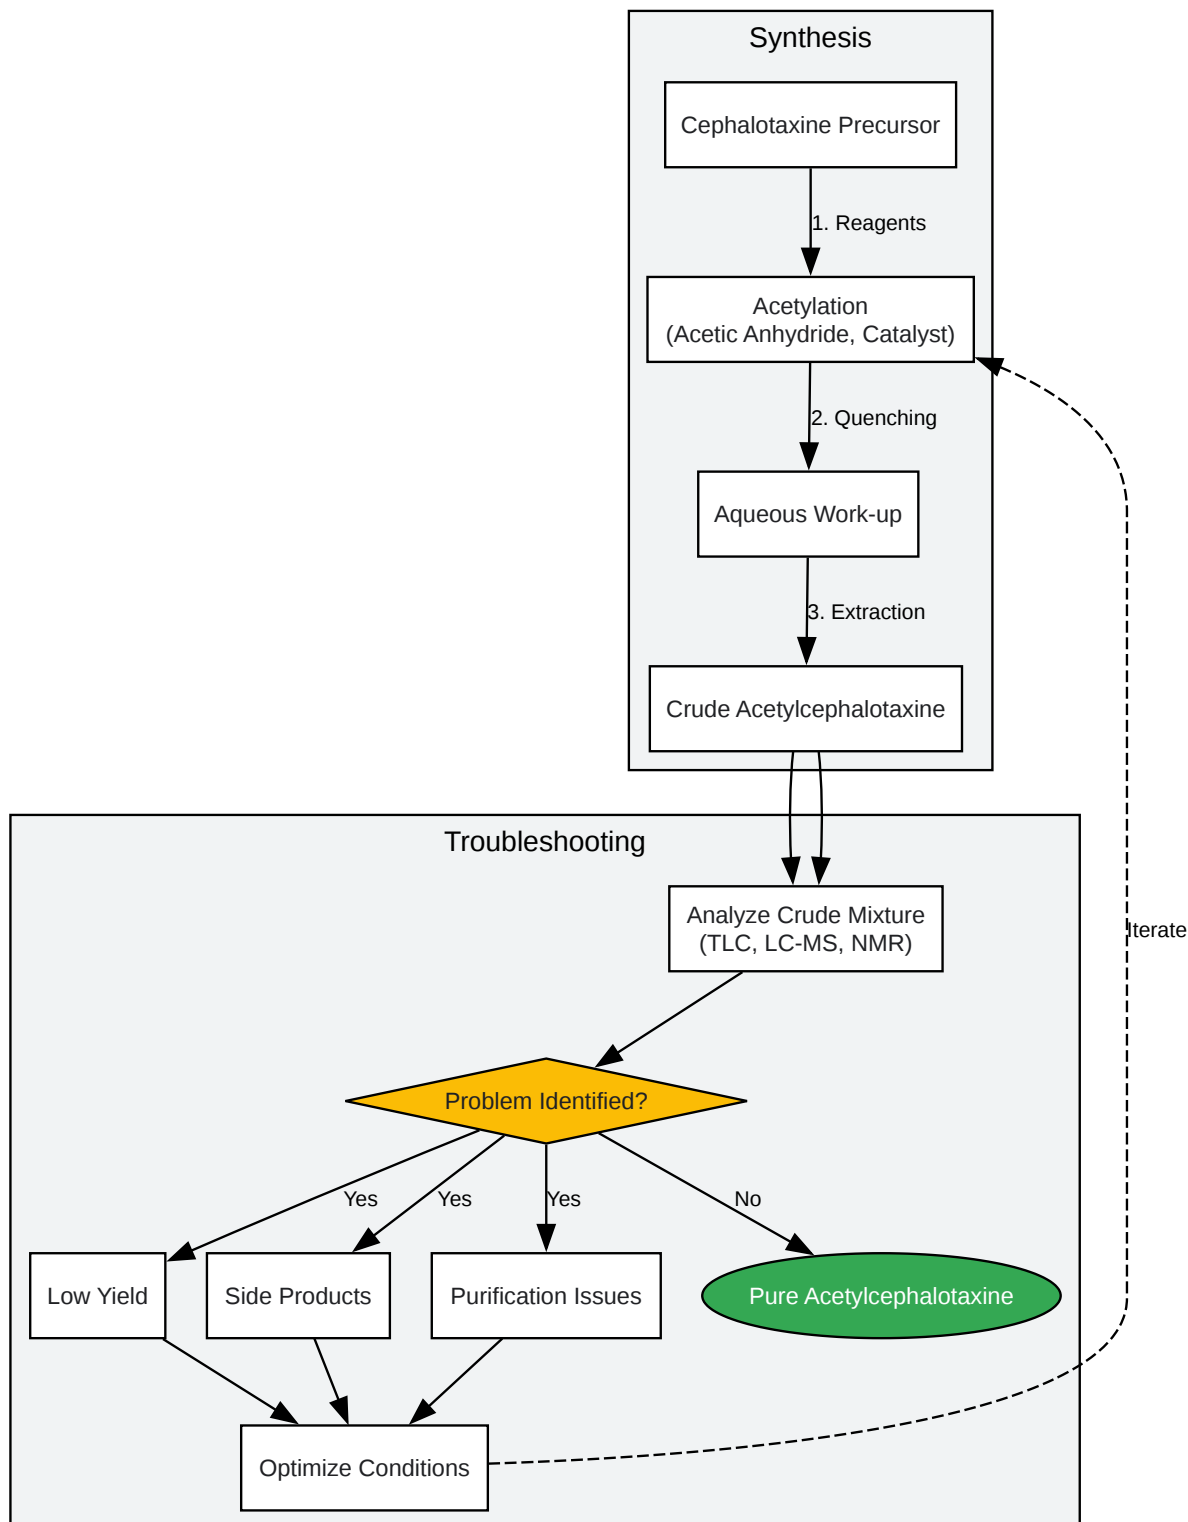 Synthesis
Cephalotaxine Precursor
1. Reagents
Acetylation
(Acetic Anhydride, Catalyst)
2. Quenching
Aqueous Work-up
3. Extraction
Crude Acetylcephalotaxine
Troubleshooting
Analyze Crude Mixture
(TLC, LC-MS, NMR)
Iterate
Problem Identified?
Yes
Yes
Yes
No
Low Yield
Side Products
Purification Issues
Pure Acetylcephalotaxine
Optimize Conditions